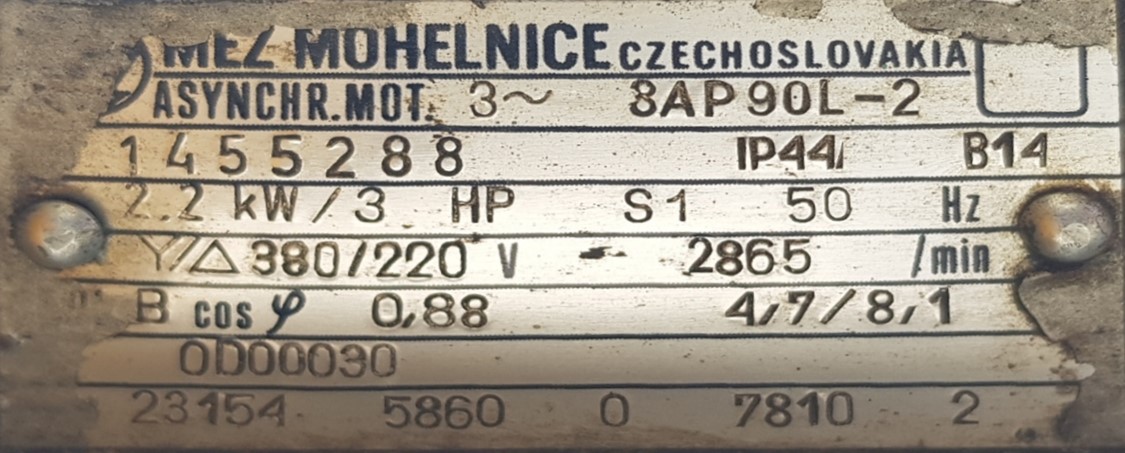 MEZ MOHELNICE CZECHOSLOVAKIA
ASYNCHR.MOT. 3~ 8AP90L-2
1455288 IP44 B14
2.2 kW/3 HP S1 50 Hz
Y/△ 380/220 V - 2865 /min
B cos φ 0,88 4,7/8,1
0D00030
23154 5860 0 7810 2